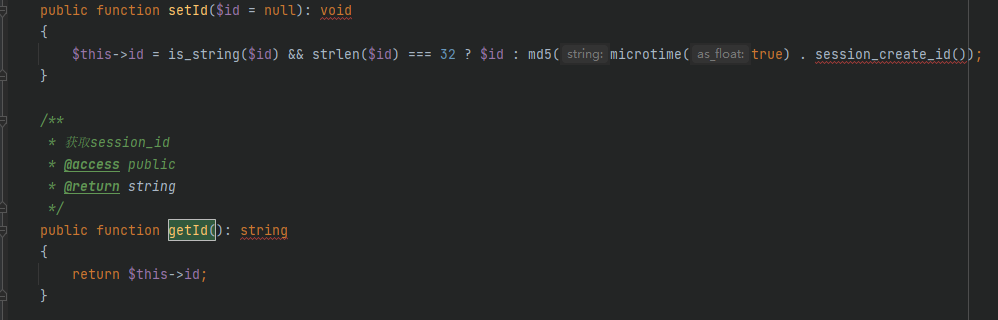 public function setId($id = null): void
{
$this->id = is_string($id) && strlen($id) === 32 ? $id : md5( string: microtime( as_float: true) . session_create_id());
}
/**
* 获取session_id
* @access public
* @return string
*/
public function getId(): string
{
return $this->id;
}